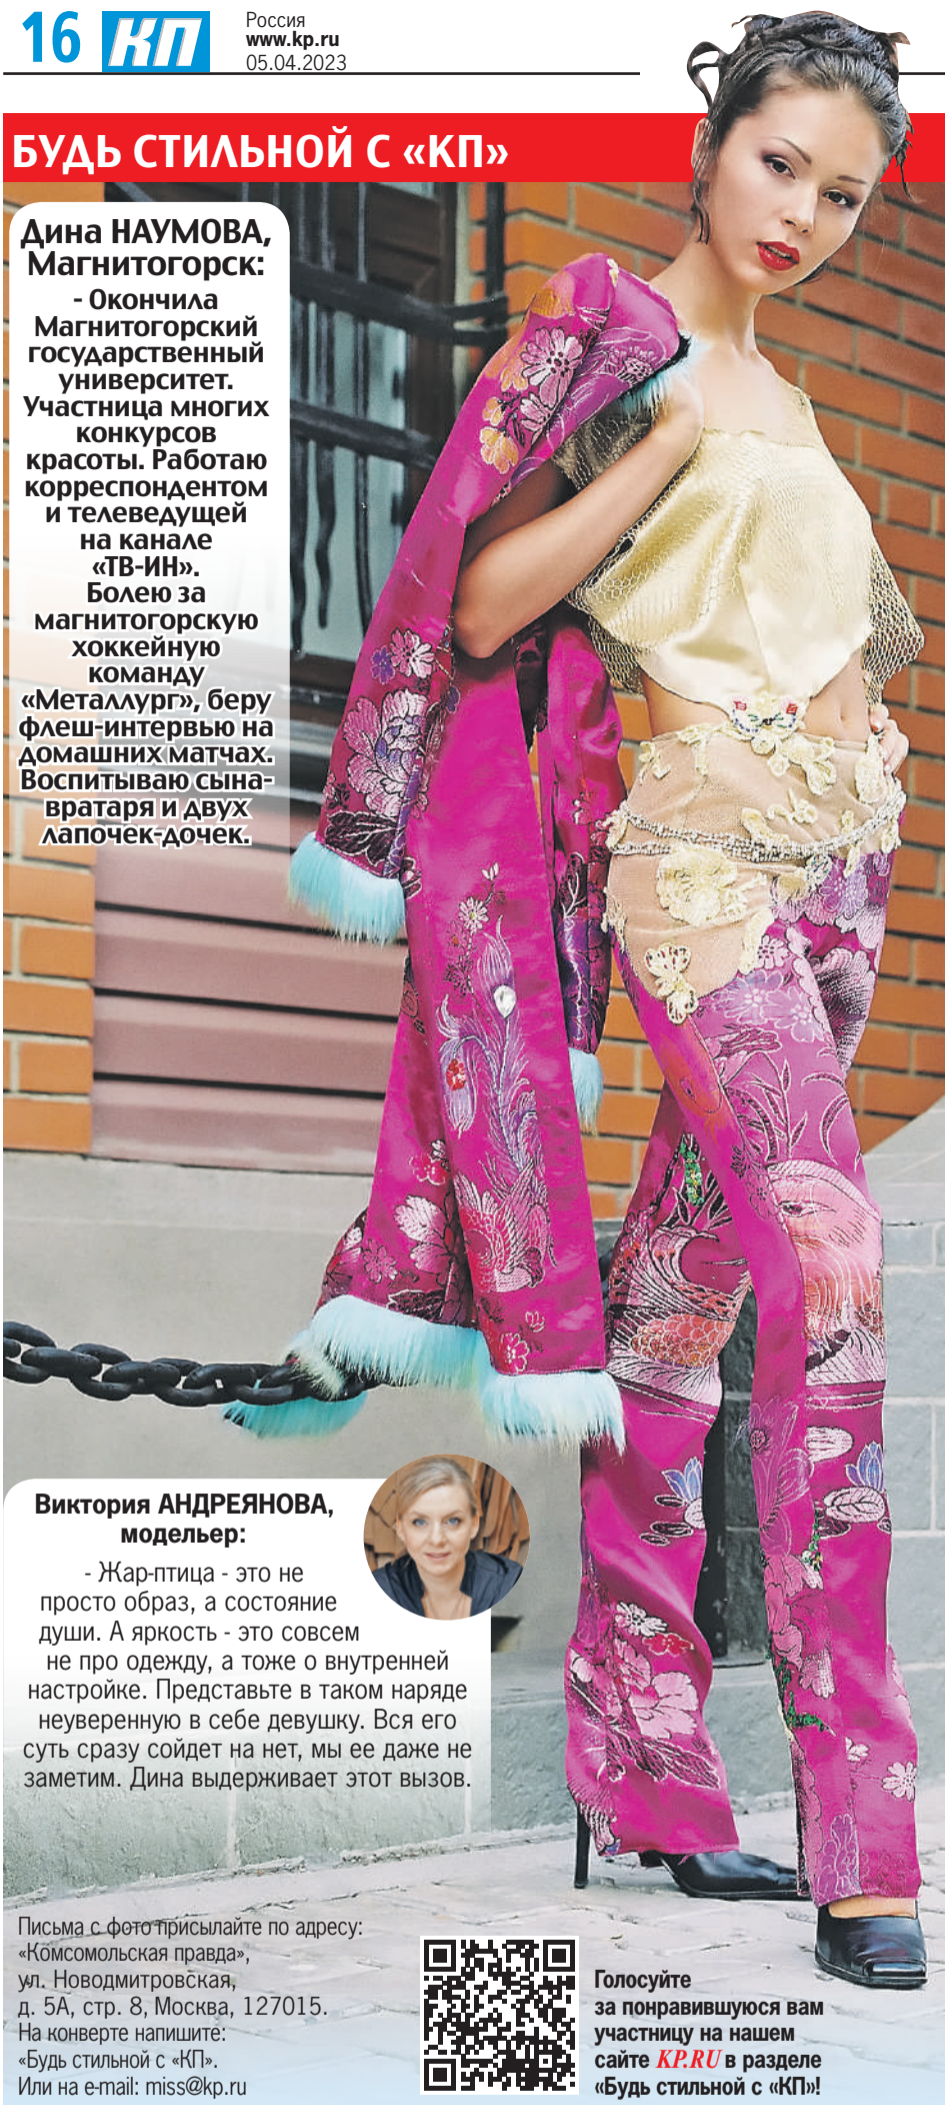 16 КП
Россия
www.kp.ru
05.04.2023
БУДЬ СТИЛЬНОЙ С «КП»
Дина НАУМОВА,
Магнитогорск:
- Окончила
Магнитогорский
государственный
университет.
Участница многих
конкурсов
красоты. Работаю
корреспондентом
и телеведущей
на канале
«ТВ-ИН».
Болею за
магнитогорскую
хоккейную
команду
«Металлург», беру
флеш-интервью на
домашних матчах.
Воспитываю сына-
вратаря и двух
лапочек-дочек.
Виктория АНДРЕЯНОВА,
модельер:
- Жар-птица - это не
просто образ, а состояние
души. А яркость - это совсем
не про одежду, а тоже о внутренней
настройке. Представьте в таком наряде
неуверенную в себе девушку. Вся его
суть сразу сойдет на нет, мы ее даже не
заметим. Дина выдерживает этот вызов.
Письма с фото присылайте по адресу:
«Комсомольская правда»,
ул. Новодмитровская,
д. 5А, стр. 8, Москва, 127015.
На конверте напишите:
«Будь стильной с «КП».
Или на e-mail: miss@kp.ru
Голосуйте
за понравившуюся вам
участницу на нашем
сайте KP.RU в разделе
«Будь стильной с «КП»!